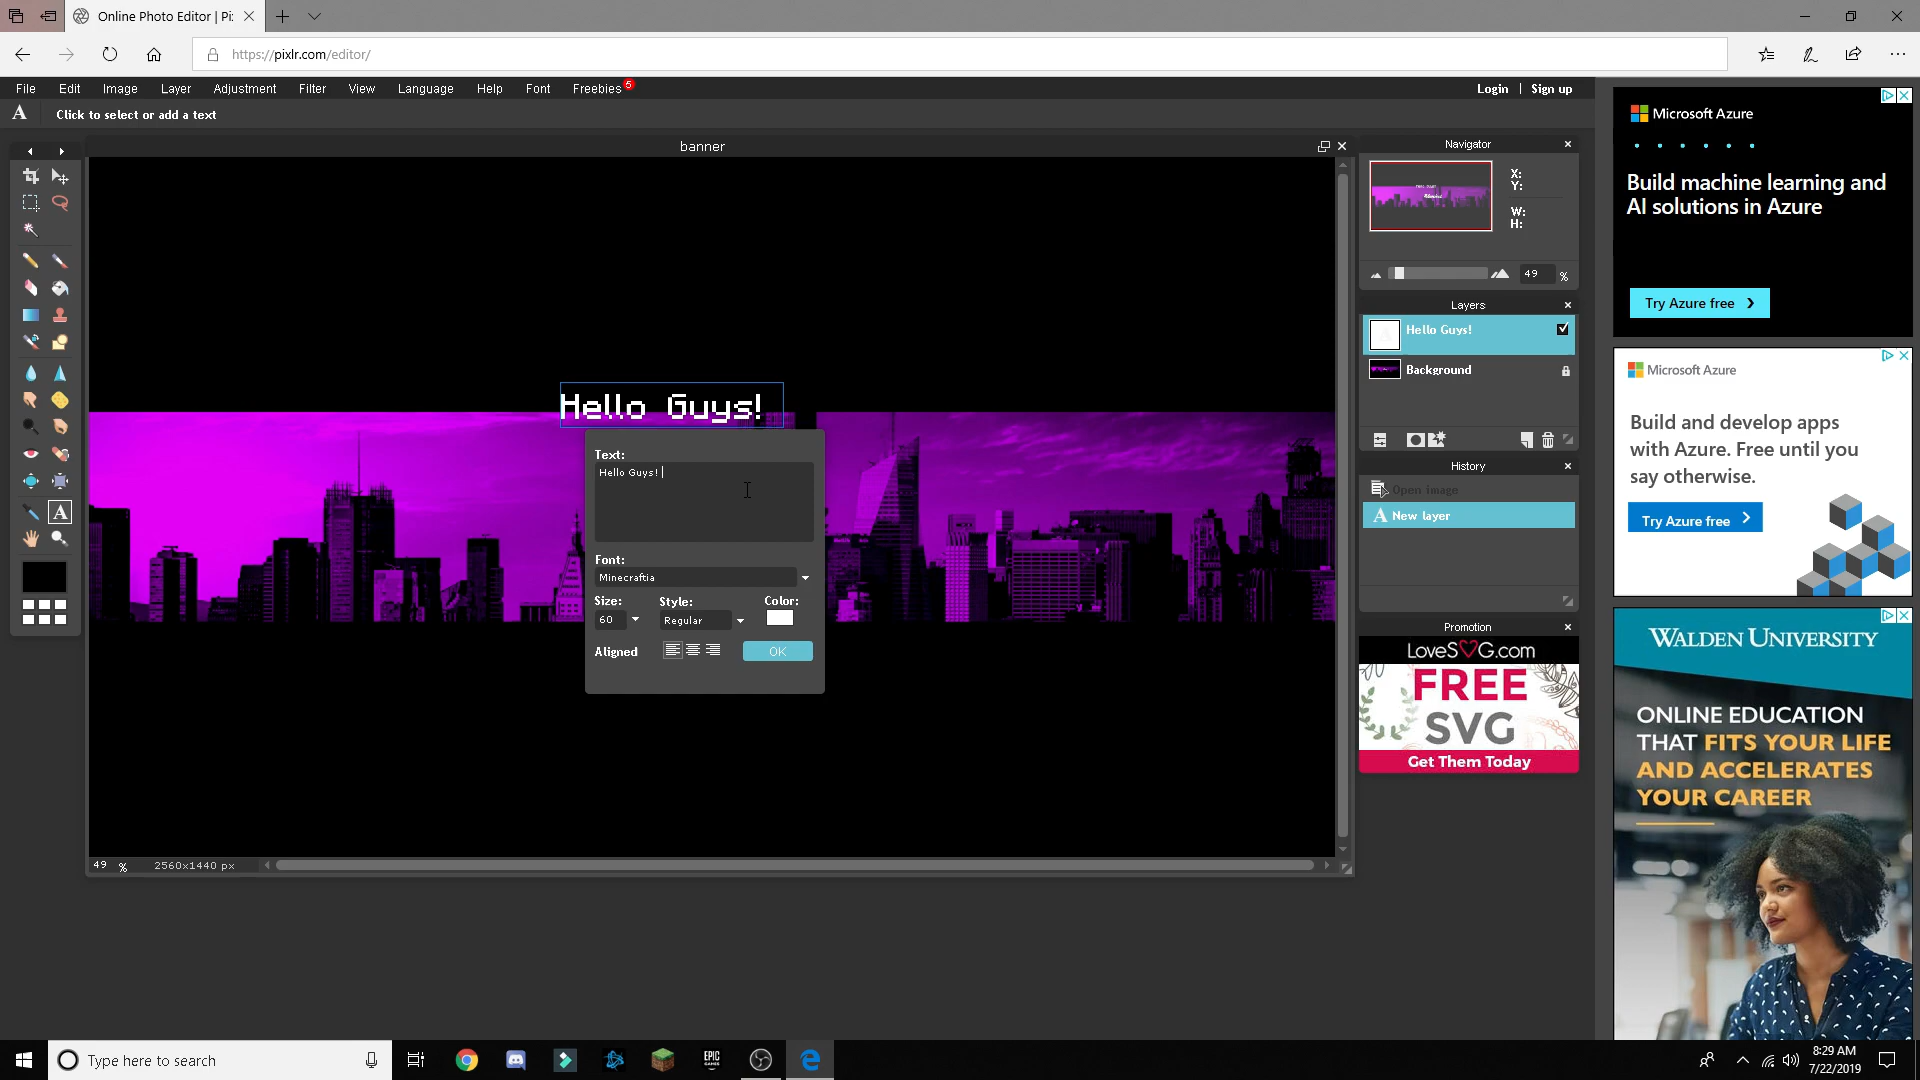 Online Photo Editor | Pi:
https://pixlr.com/editor/
File Edit Image Layer Adjustment Filter View Language Help Font Freebies 5
Login | Sign up
A Click to select or add a text
banner
Hello Guys!
Text:
Hello Guys!
Font:
Minecraftia
Size: Style: Color:
60 Regular
Aligned OK
49 % 2560x1440 px
Navigator
X:
Y:
W:
H:
49 %
Layers
Hello Guys!
Background
History
Open image
A New layer
Promotion
LoveSVG.com
FREE
SVG
Get Them Today
Microsoft Azure
Build machine learning and
AI solutions in Azure
Try Azure free
Microsoft Azure
Build and develop apps
with Azure. Free until you
say otherwise.
Try Azure free
WALDEN UNIVERSITY
ONLINE EDUCATION
THAT FITS YOUR LIFE
AND ACCELERATES
YOUR CAREER
Type here to search
EPIC
GAMES
8:29 AM
7/22/2019